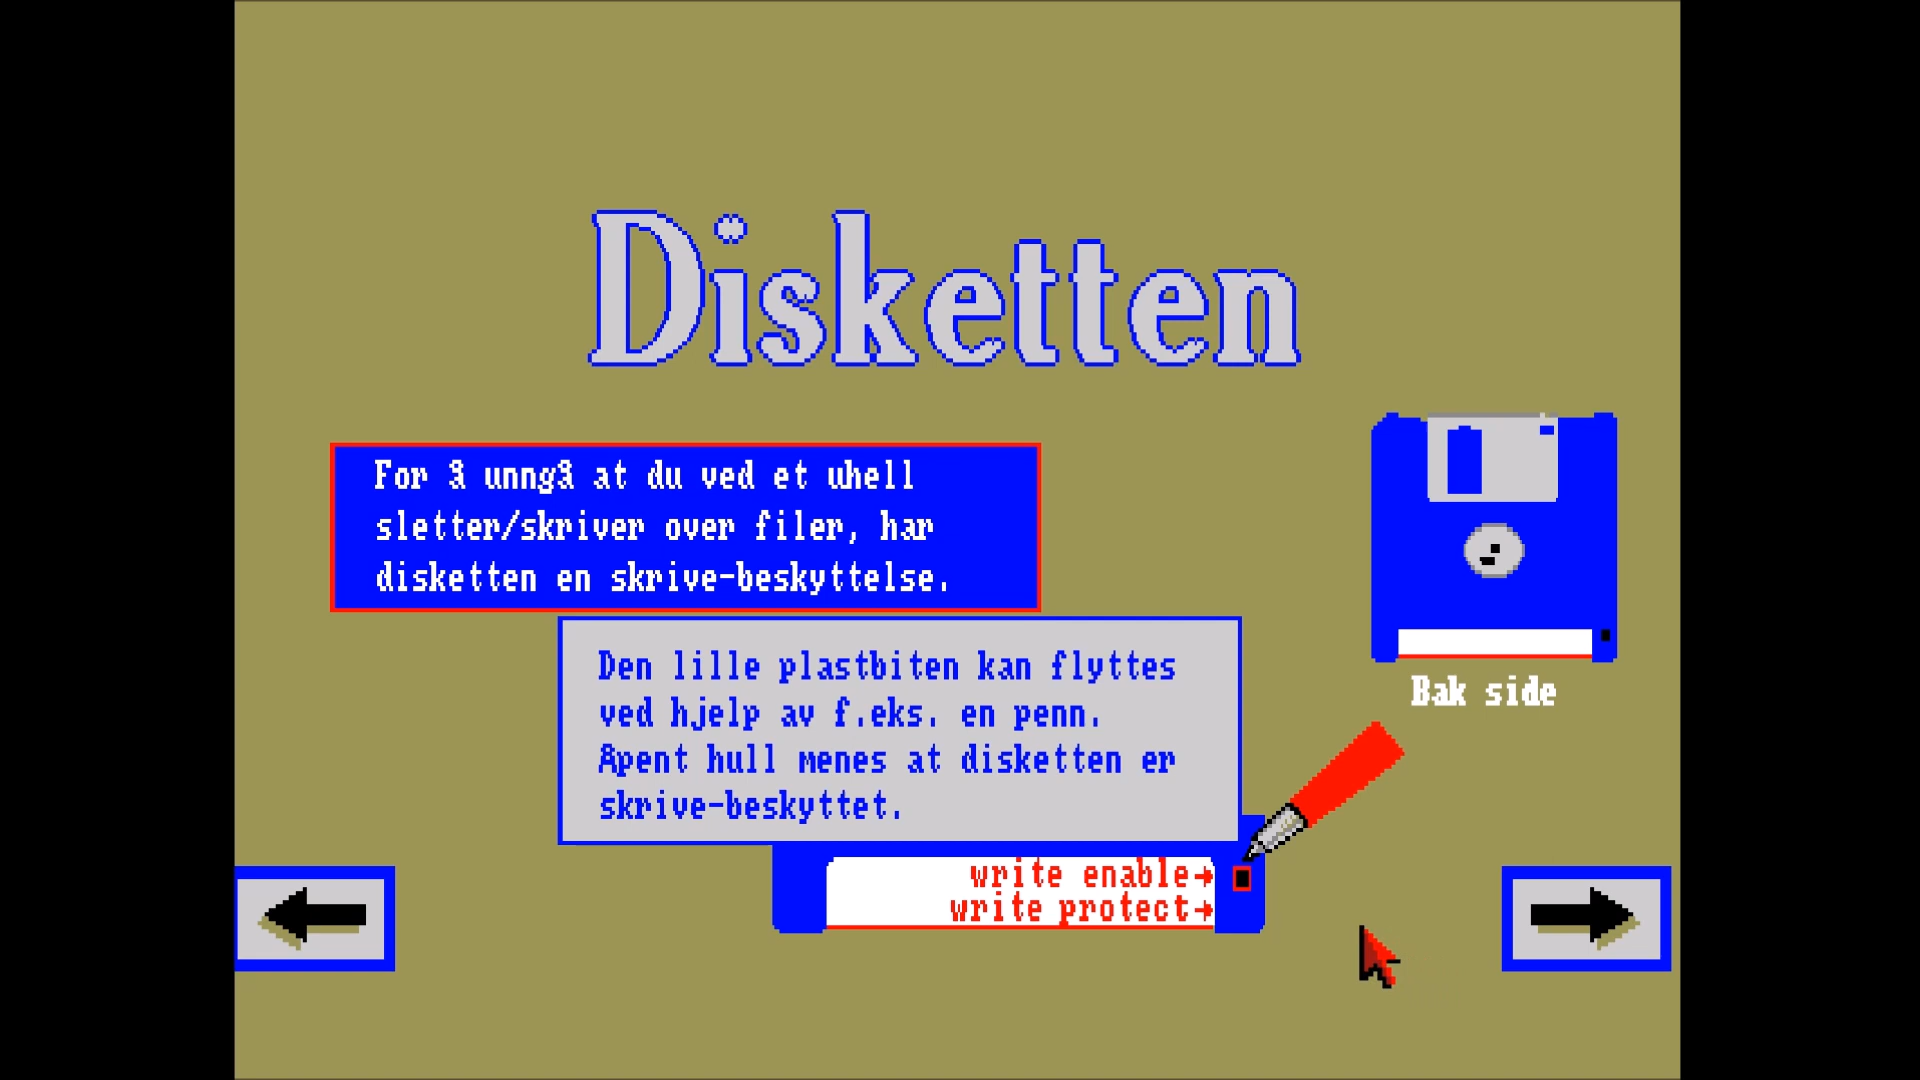 Disketten
For å unngå at du ved et uhell
sletter/skriver over filer, har
disketten en skrive-beskyttelse.
Den lille plastbiten kan flyttes
ved hjelp av f.eks. en penn.
Åpent hull menes at disketten er
skrive-beskyttet.
Bak side
write enable→
write protect→